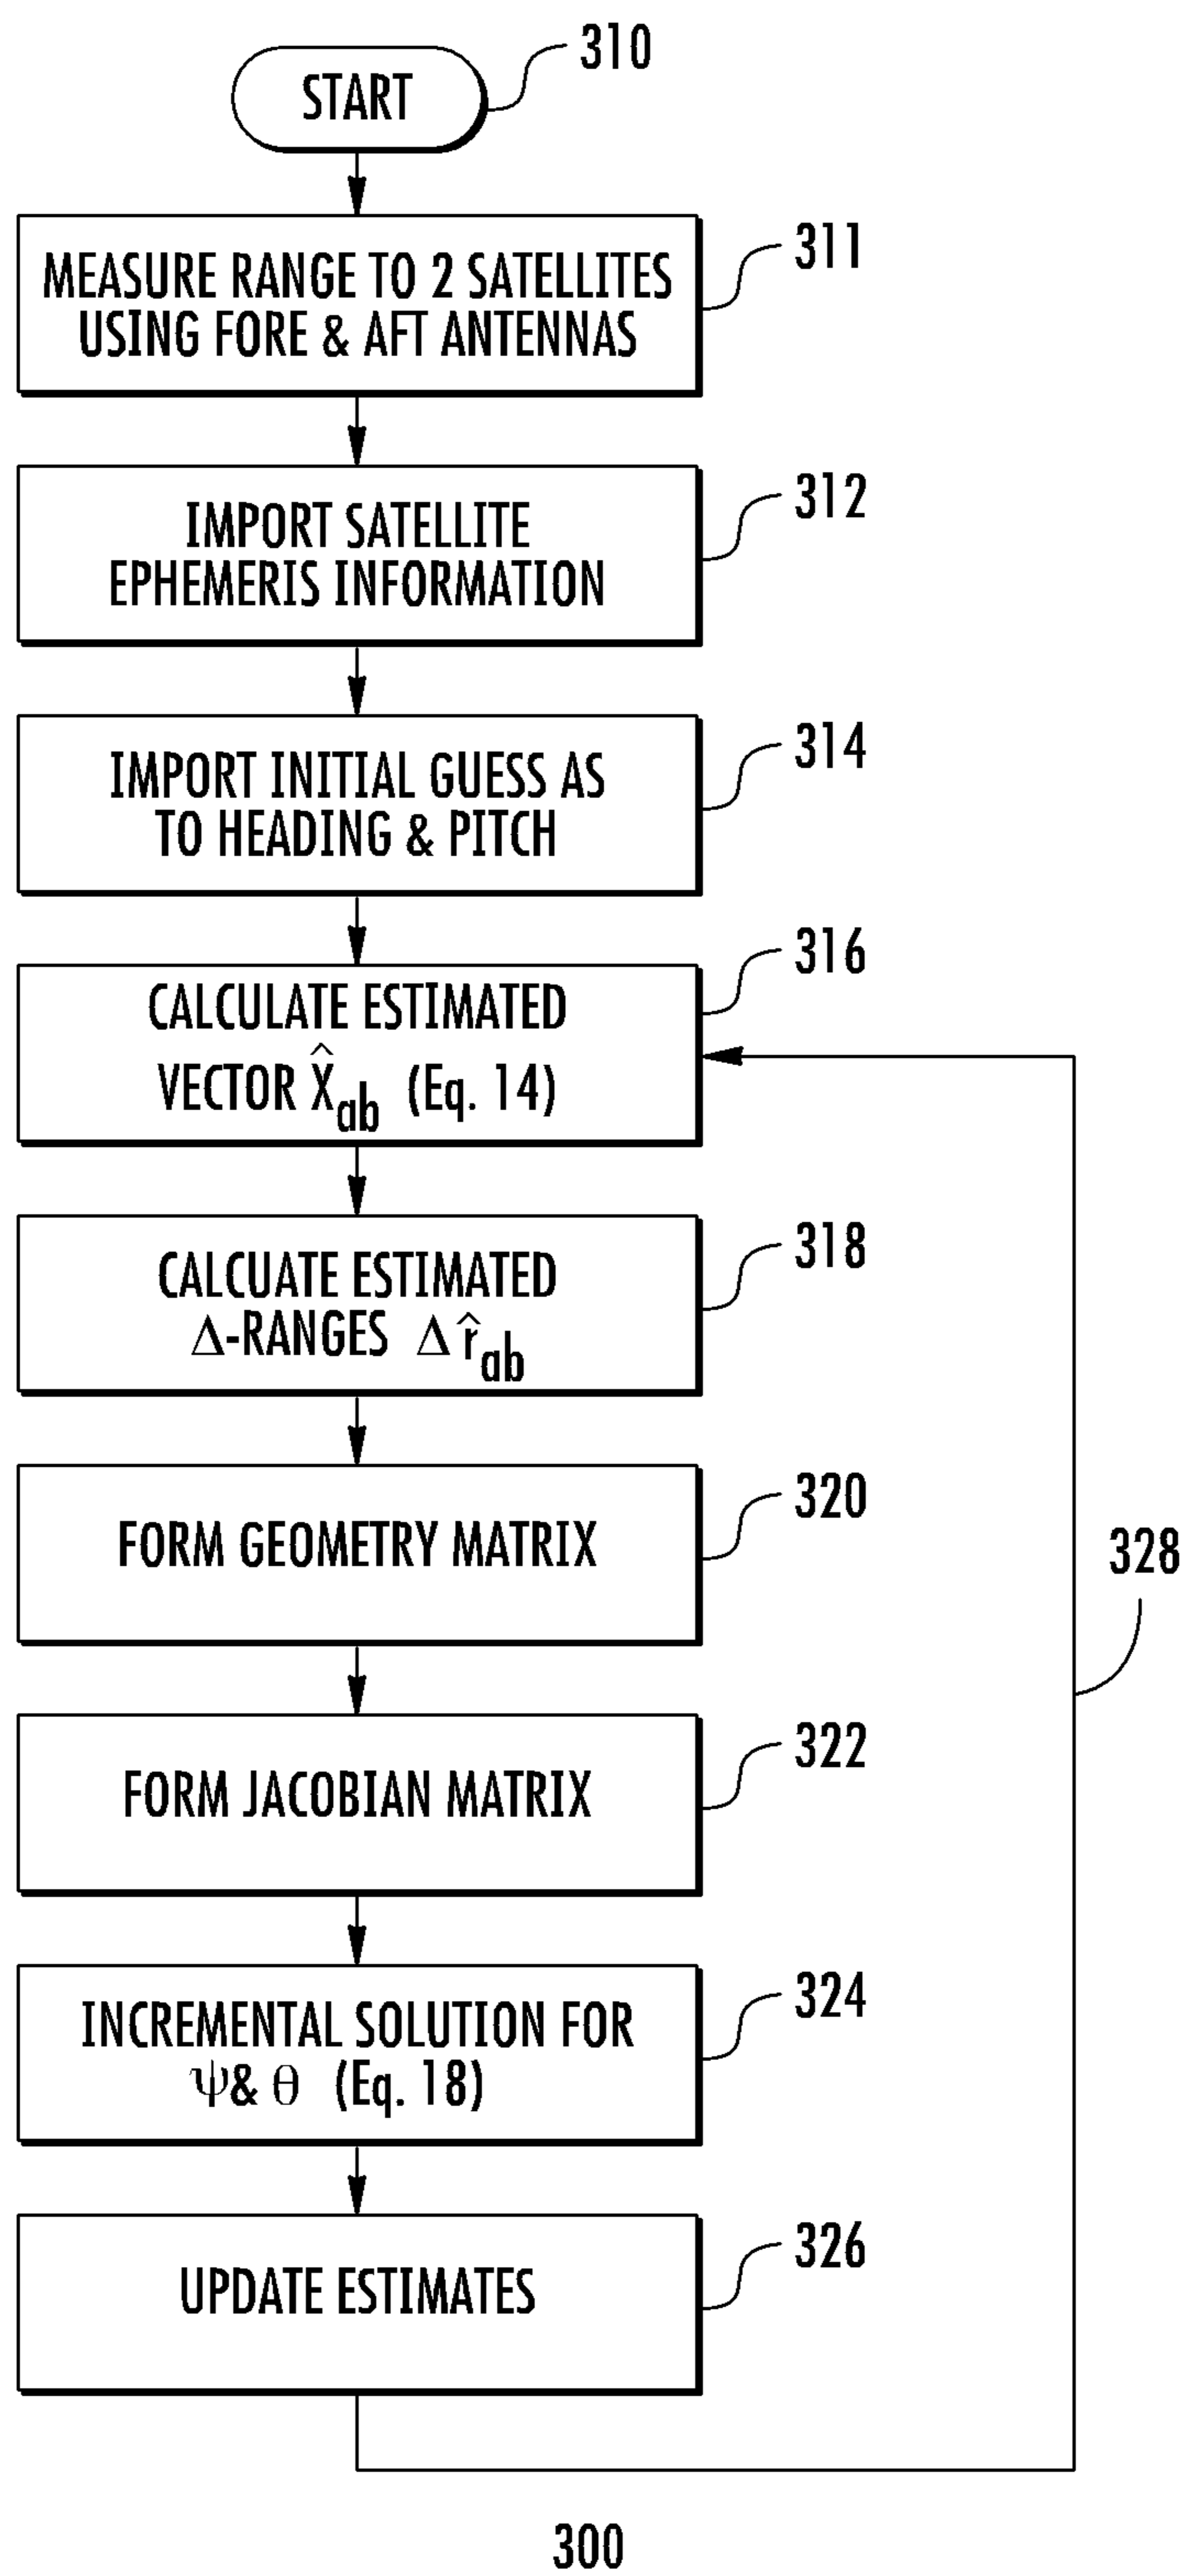 START
310
MEASURE RANGE TO 2 SATELLITES
USING FORE & AFT ANTENNAS
311
IMPORT SATELLITE
EPHEMERIS INFORMATION
312
IMPORT INITIAL GUESS AS
TO HEADING & PITCH
314
CALCULATE ESTIMATED
VECTOR X̂ab (Eq. 14)
316
CALCUATE ESTIMATED
Δ-RANGES Δ r̂ab
318
FORM GEOMETRY MATRIX
320
FORM JACOBIAN MATRIX
322
INCREMENTAL SOLUTION FOR
ψ& θ (Eq. 18)
324
UPDATE ESTIMATES
326
328
300